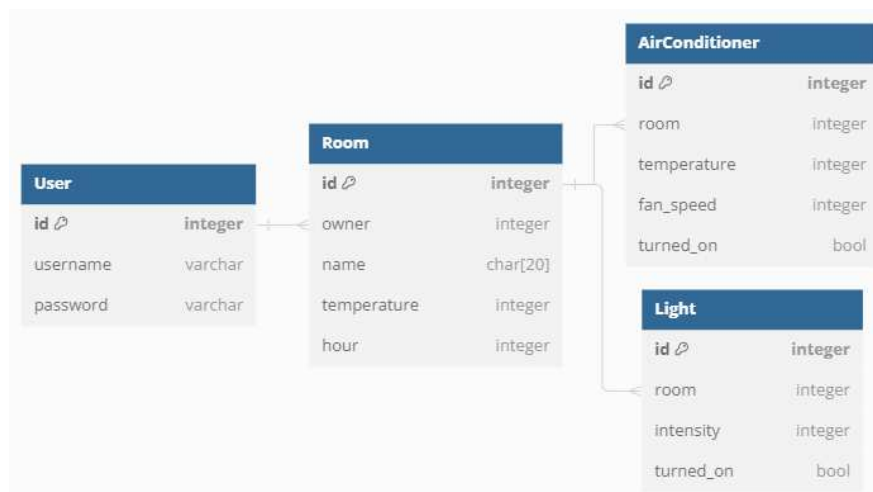 User
id integer
username varchar
password varchar
Room
id integer
owner integer
name char[20]
temperature integer
hour integer
AirConditioner
id integer
room integer
temperature integer
fan_speed integer
turned_on bool
Light
id integer
room integer
intensity integer
turned_on bool